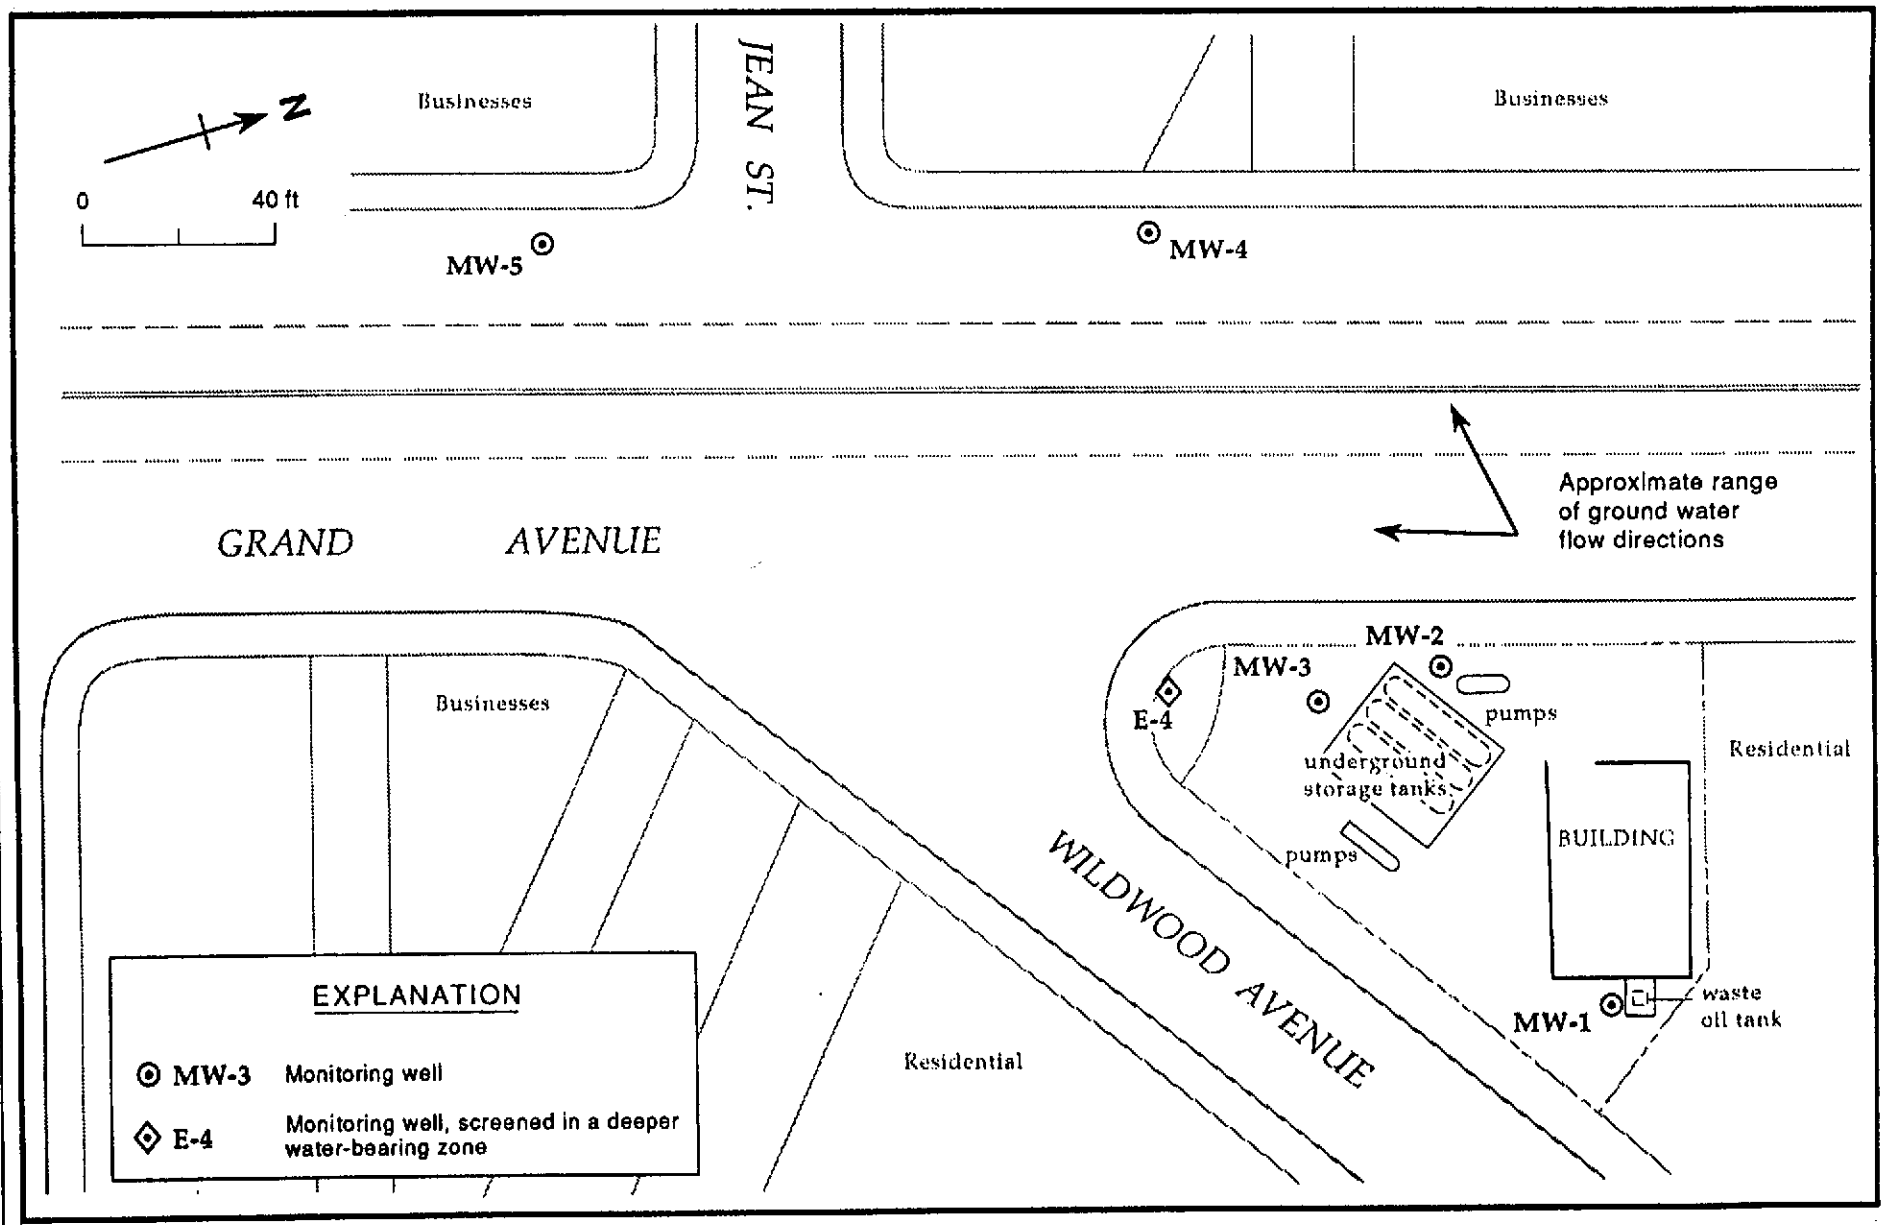 JEAN ST.
Businesses
Businesses
N
0 40 ft
MW-5
MW-4
Approximate range
of ground water
flow directions
GRAND AVENUE
MW-2
MW-3
E-4
Businesses
pumps
underground
storage tanks
Residential
pumps
BUILDING
WILDWOOD AVENUE
waste
oil tank
MW-1
Residential
EXPLANATION
MW-3 Monitoring well
E-4 Monitoring well, screened in a deeper
water-bearing zone